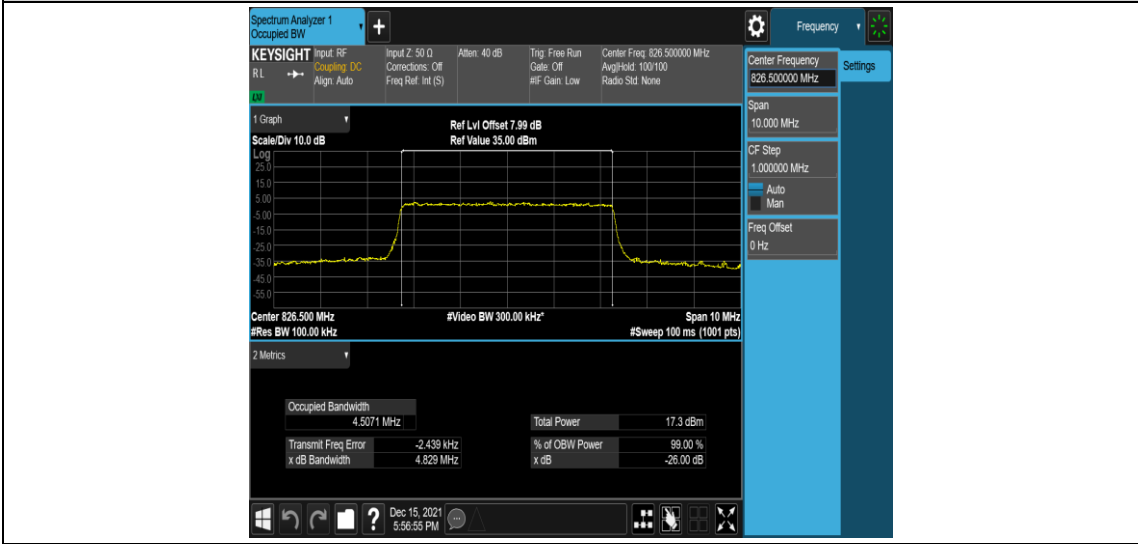 Spectrum Analyzer 1
Occupied BW
+
Frequency
KEYSIGHT Input: RF Input Z: 50 Ω Atten: 40 dB Trig: Free Run Center Freq: 826.500000 MHz
RL Coupling: DC Corrections: Off Gate: Off Avg|Hold: 100/100
Align: Auto Freq Ref: Int (S) #IF Gain: Low Radio Std: None
Center Frequency
826.500000 MHz
Settings
Span
10.000 MHz
CF Step
1.000000 MHz
Auto
Man
Freq Offset
0 Hz
1 Graph
Ref Lvl Offset 7.99 dB
Scale/Div 10.0 dB Ref Value 35.00 dBm
Log
25.0
15.0
5.00
-5.00
-15.0
-25.0
-35.0
-45.0
-55.0
Center 826.500 MHz #Video BW 300.00 kHz* Span 10 MHz
#Res BW 100.00 kHz #Sweep 100 ms (1001 pts)
2 Metrics
Occupied Bandwidth
4.5071 MHz Total Power 17.3 dBm
Transmit Freq Error -2.439 kHz % of OBW Power 99.00 %
x dB Bandwidth 4.829 MHz x dB -26.00 dB
? Dec 15, 2021
5:56:55 PM